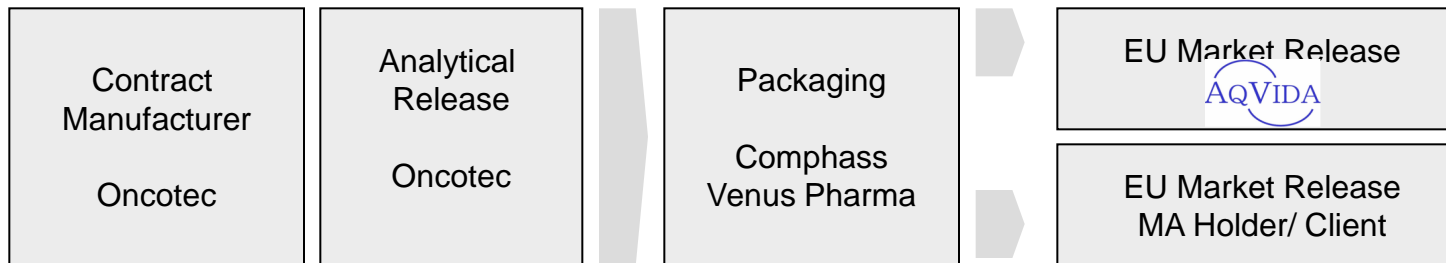 Contract
Manufacturer
Oncotec
Analytical
Release
Oncotec
Packaging
Comphass
Venus Pharma
EU Market Release
AQVIDA
EU Market Release
MA Holder/ Client